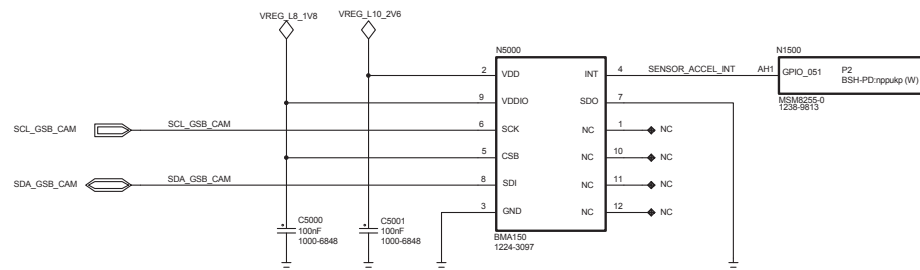 VREG_L8_1V8
VREG_L10_2V6
N5000
N1500
2 VDD
INT 4
SENSOR_ACCEL_INT
AH1 GPIO_051
P2
BSH-PD:nppukp (W)
MSM8255-0
1238-9813
9 VDDIO
SDO 7
SCL_GSB_CAM
SCL_GSB_CAM
6 SCK
NC 1 NC
5 CSB
NC 10 NC
SDA_GSB_CAM
SDA_GSB_CAM
8 SDI
NC 11 NC
3 GND
NC 12 NC
C5000
100nF
1000-6848
C5001
100nF
1000-6848
BMA150
1224-3097